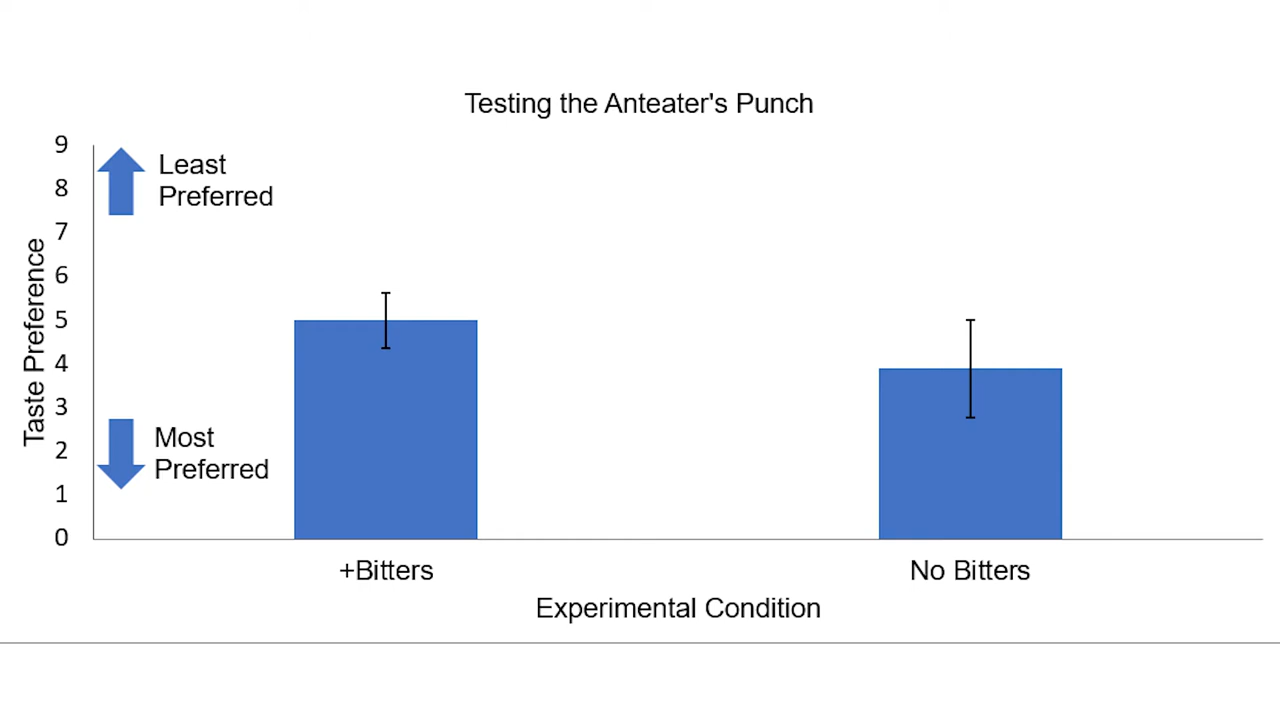 Testing the Anteater's Punch
9
8
7
6
5
4
3
2
1
0
Taste Preference
Least
Preferred
Most
Preferred
+Bitters
No Bitters
Experimental Condition